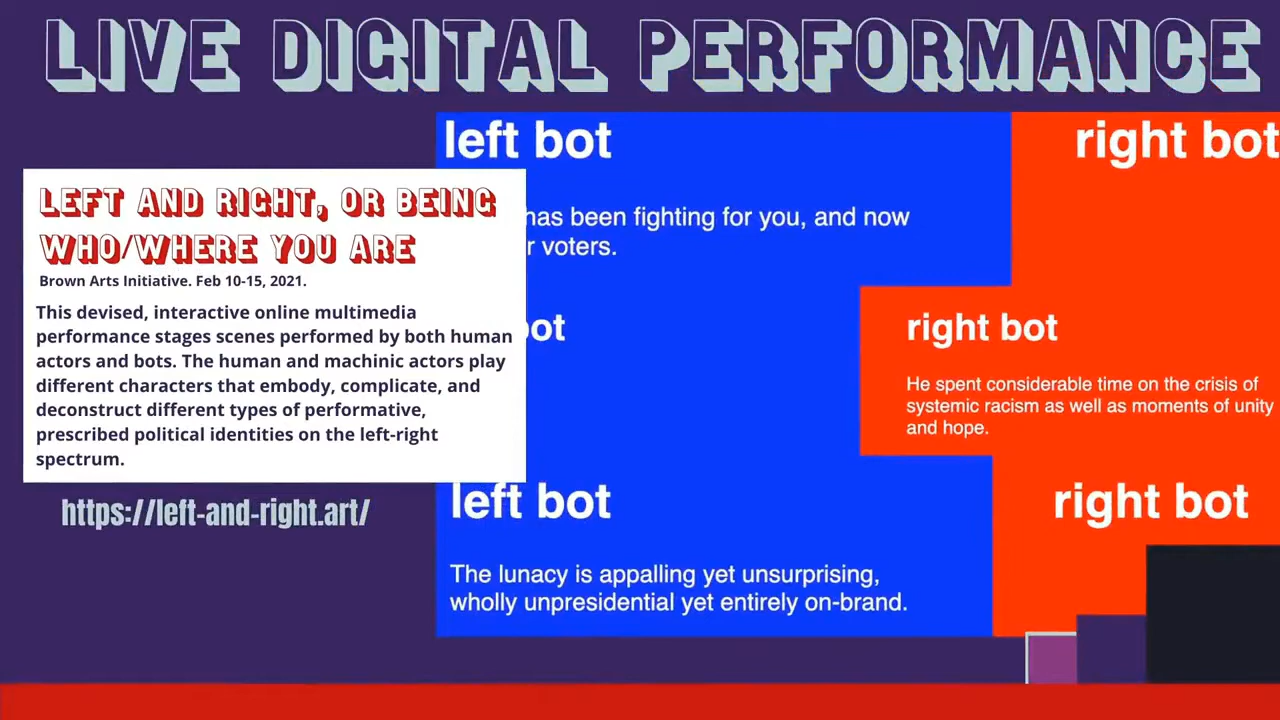 LIVE DIGITAL PERFORMANCE
LEFT AND RIGHT, OR BEING
WHO/WHERE YOU ARE
Brown Arts Initiative. Feb 10-15, 2021.
This devised, interactive online multimedia
performance stages scenes performed by both human
actors and bots. The human and machinic actors play
different characters that embody, complicate, and
deconstruct different types of performative,
prescribed political identities on the left-right
spectrum.
https://left-and-right.art/
left bot
has been fighting for you, and now
voters.
left bot
The lunacy is appalling yet unsurprising,
wholly unpresidential yet entirely on-brand.
right bot
right bot
He spent considerable time on the crisis of
systemic racism as well as moments of unity
and hope.
right bot